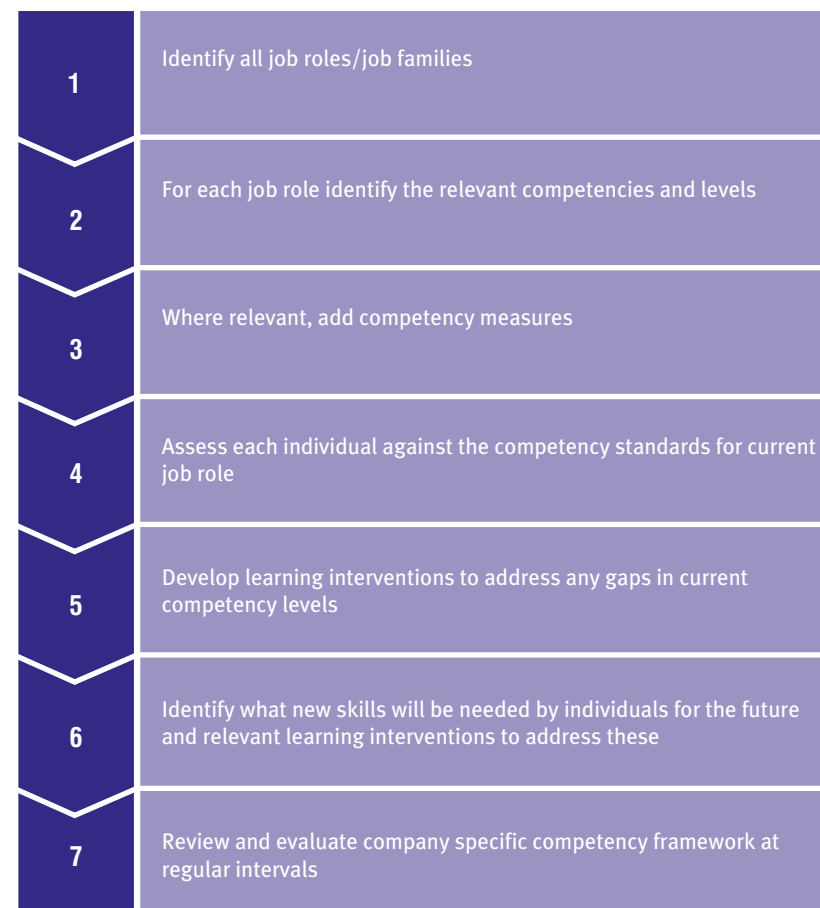 1
Identify all job roles/job families
2
For each job role identify the relevant competencies and levels
3
Where relevant, add competency measures
4
Assess each individual against the competency standards for current
job role
5
Develop learning interventions to address any gaps in current
competency levels
6
Identify what new skills will be needed by individuals for the future
and relevant learning interventions to address these
7
Review and evaluate company specific competency framework at
regular intervals